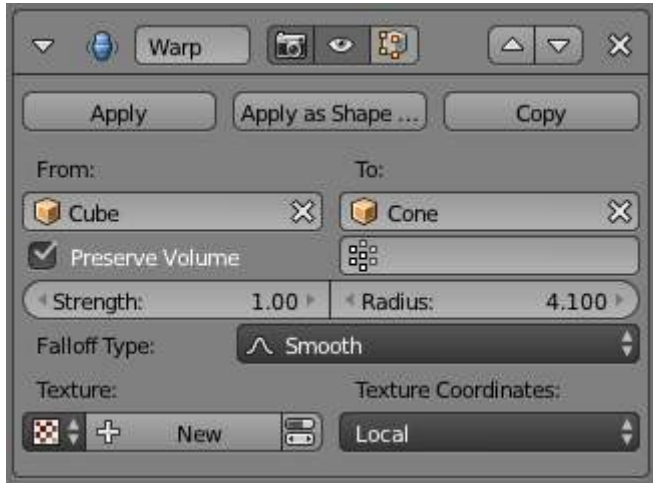 Warp
Apply Apply as Shape ... Copy
From: To:
Cube Cone
Preserve Volume
Strength: 1.00 Radius: 4.100
Falloff Type: Smooth
Texture: Texture Coordinates:
New Local